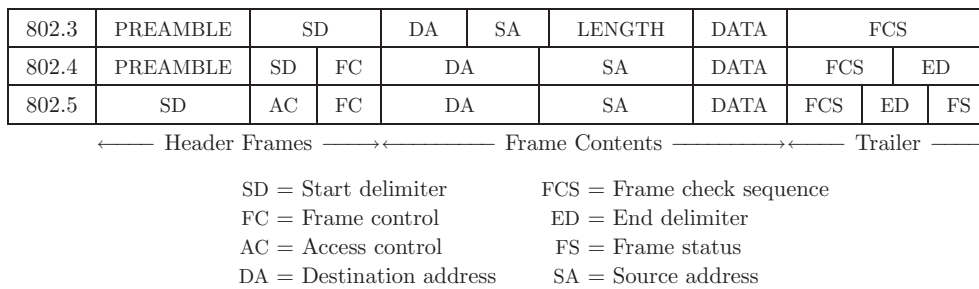 802.3 PREAMBLE SD DA SA LENGTH DATA FCS
802.4 PREAMBLE SD FC DA SA DATA FCS ED
802.5 SD AC FC DA SA DATA FCS ED FS
Header Frames Frame Contents Trailer
SD = Start delimiter FCS = Frame check sequence
FC = Frame control ED = End delimiter
AC = Access control FS = Frame status
DA = Destination address SA = Source address